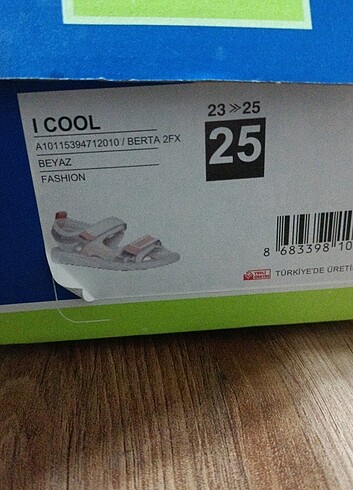 I COOL
23 >> 25
A10115394712010 / BERTA 2FX
25
BEYAZ
FASHION
8 683398 10
TÜRKİYE'DE ÜRETİ